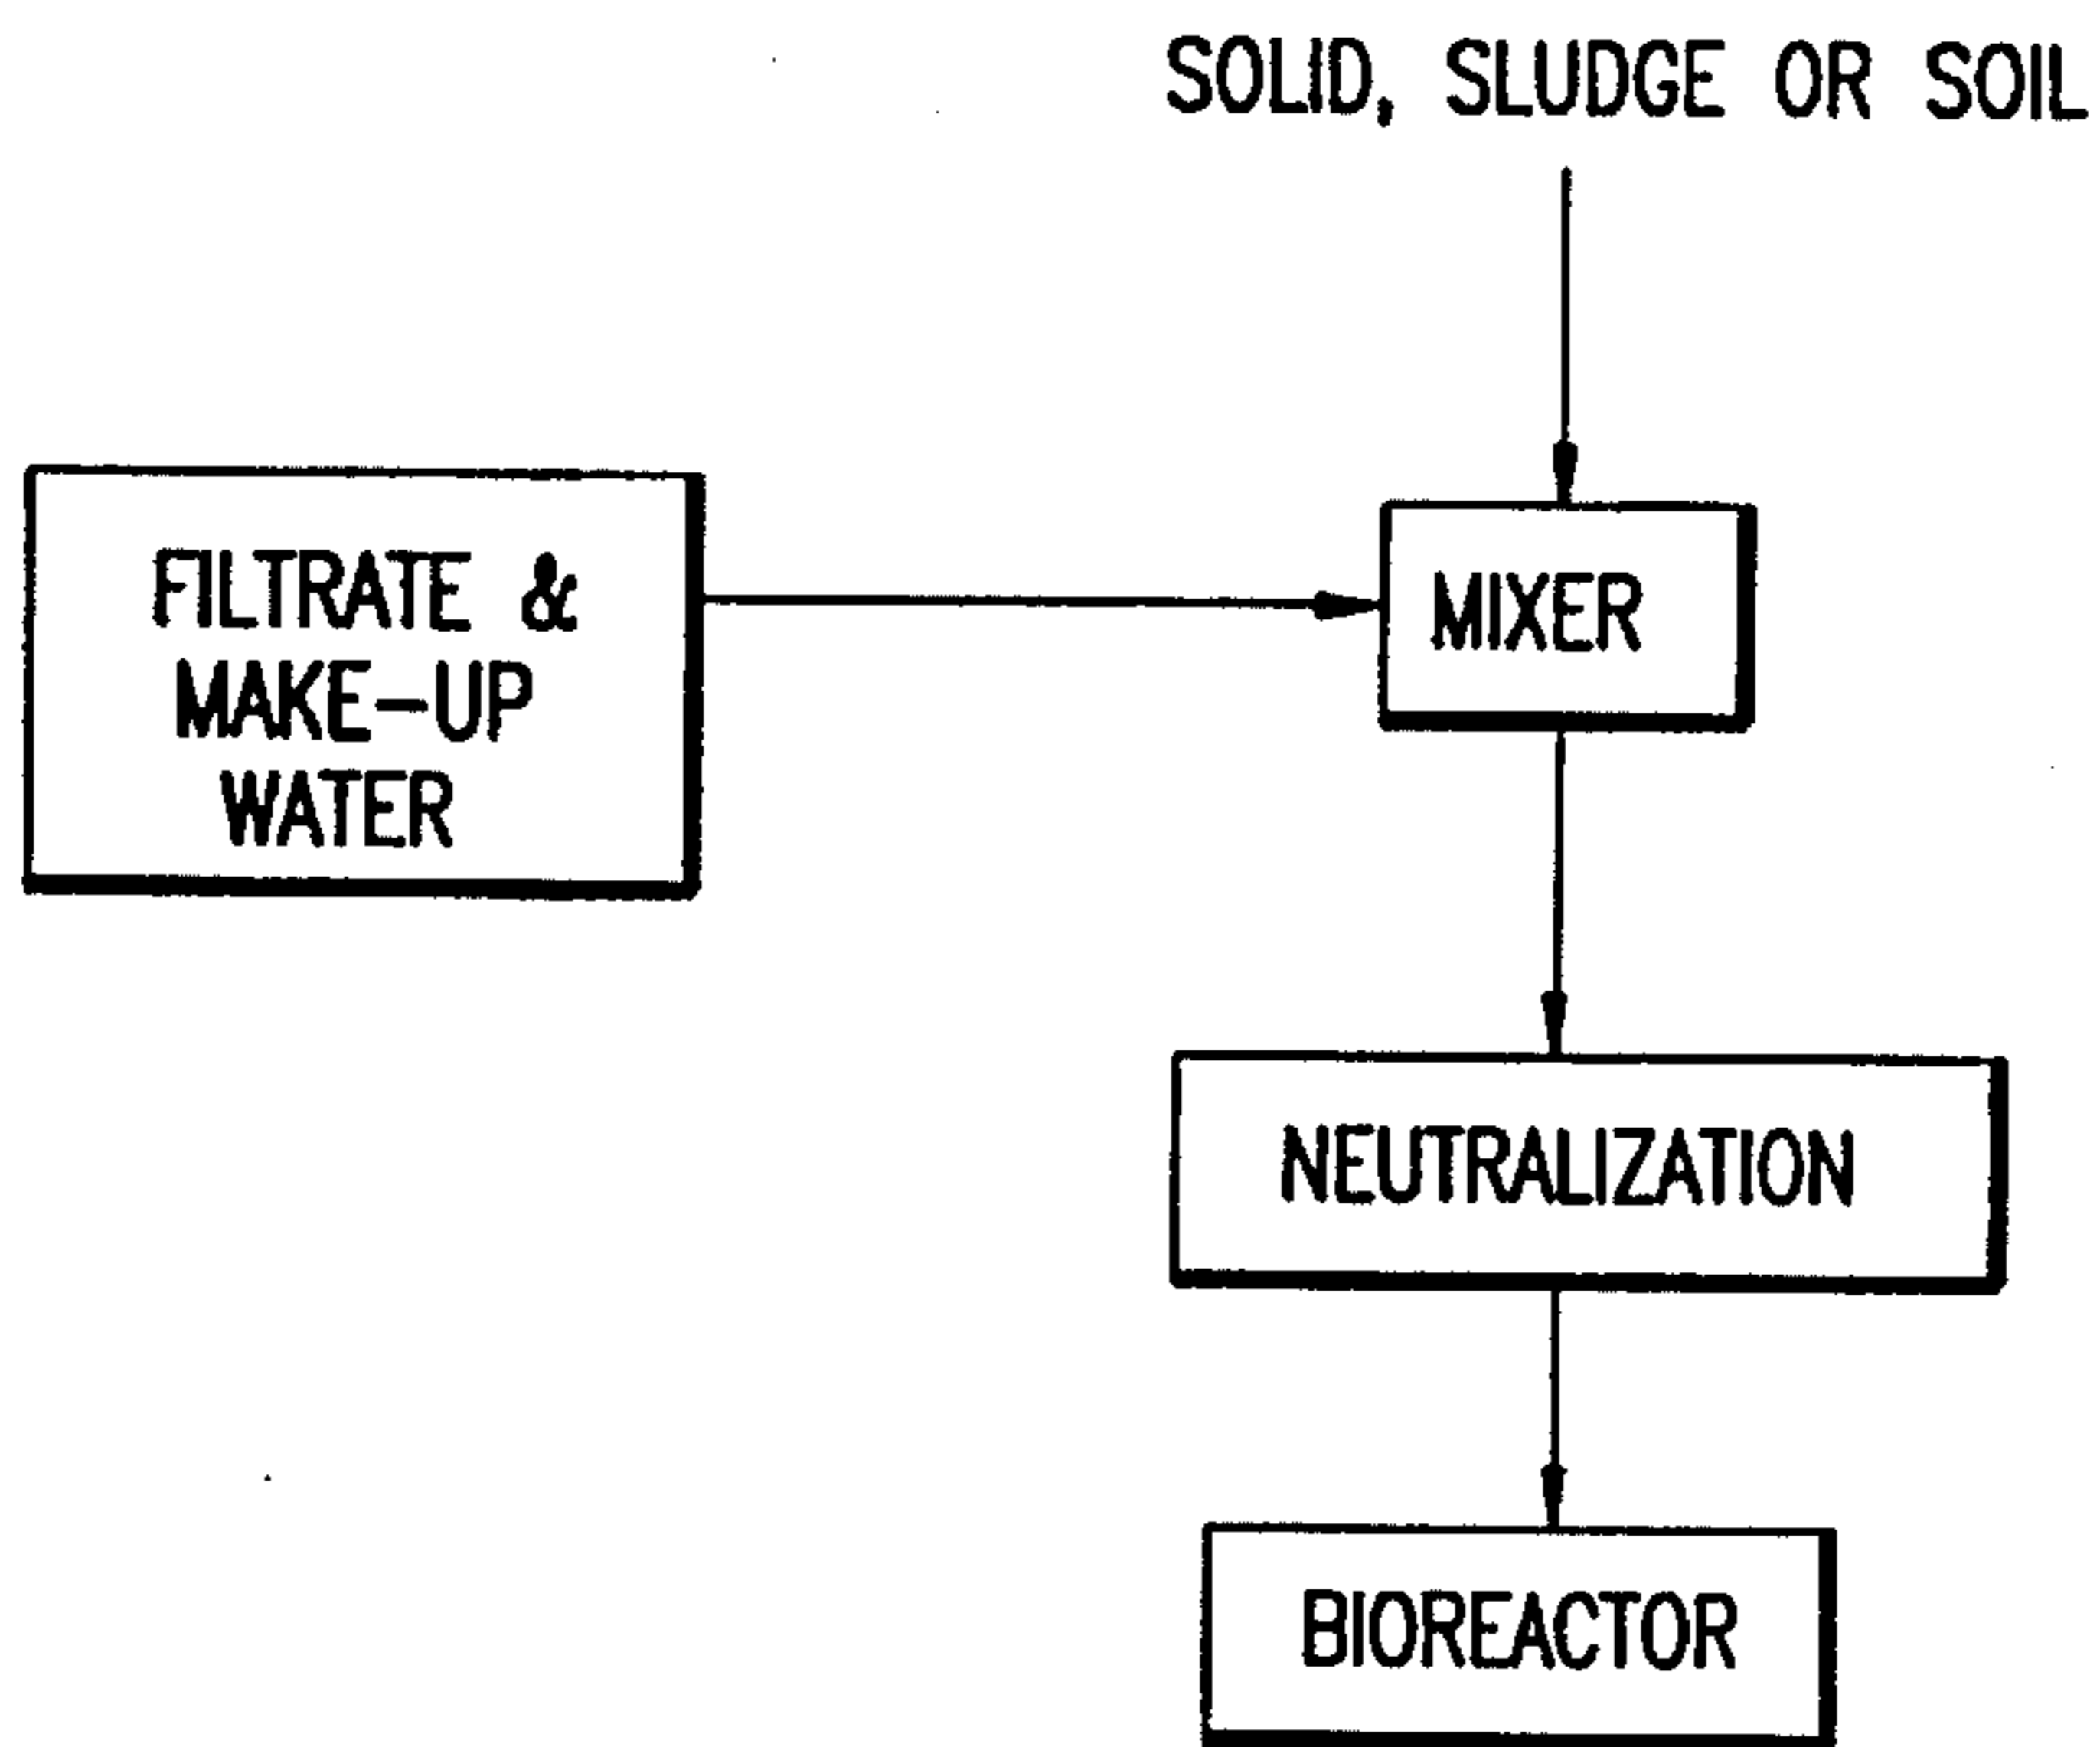 SOLID, SLUDGE OR SOIL
FILTRATE &
MAKE-UP
WATER
MIXER
NEUTRALIZATION
BIOREACTOR